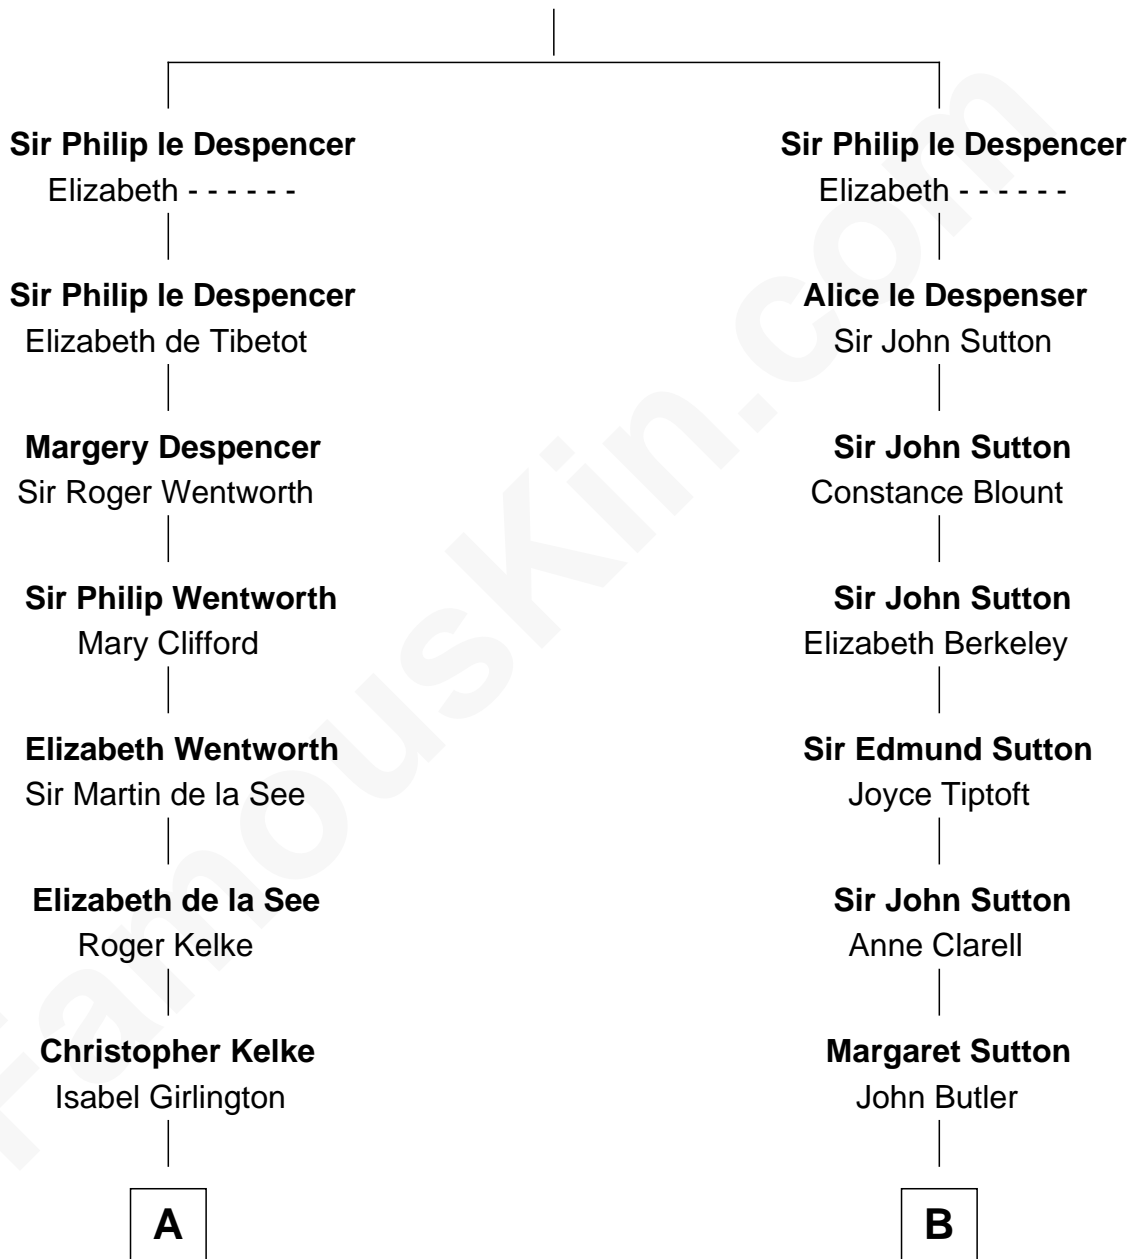 Sir Philip le Despencer
Elizabeth - - - - - -
Sir Philip le Despencer
Elizabeth de Tibetot
Margery Despencer
Sir Roger Wentworth
Sir Philip Wentworth
Mary Clifford
Elizabeth Wentworth
Sir Martin de la See
Elizabeth de la See
Roger Kelke
Christopher Kelke
Isabel Girlington
A
Sir Philip le Despencer
Elizabeth - - - - - -
Alice le Despenser
Sir John Sutton
Sir John Sutton
Constance Blount
Sir John Sutton
Elizabeth Berkeley
Sir Edmund Sutton
Joyce Tiptoft
Sir John Sutton
Anne Clarell
Margaret Sutton
John Butler
B
FamousKin.com